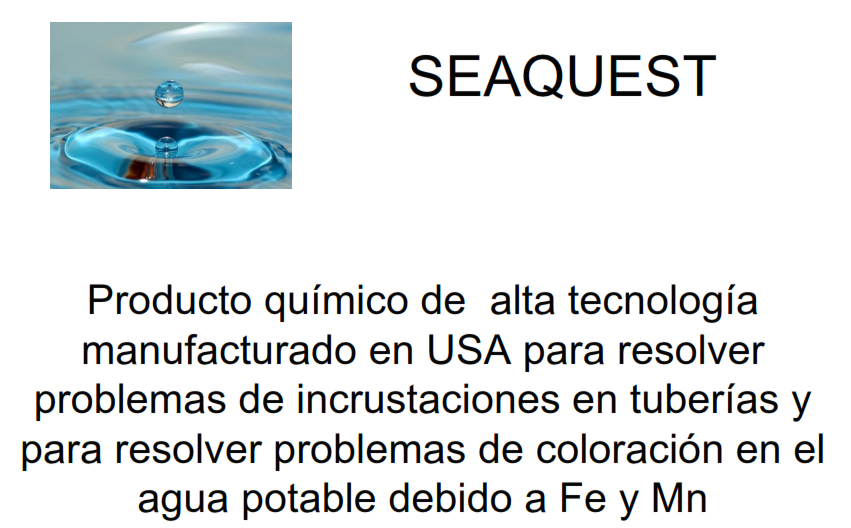 SEAQUEST
Producto químico de  alta tecnología
manufacturado en USA para resolver
problemas de incrustaciones en tuberías y
para resolver problemas de coloración en el
agua potable debido a Fe y Mn